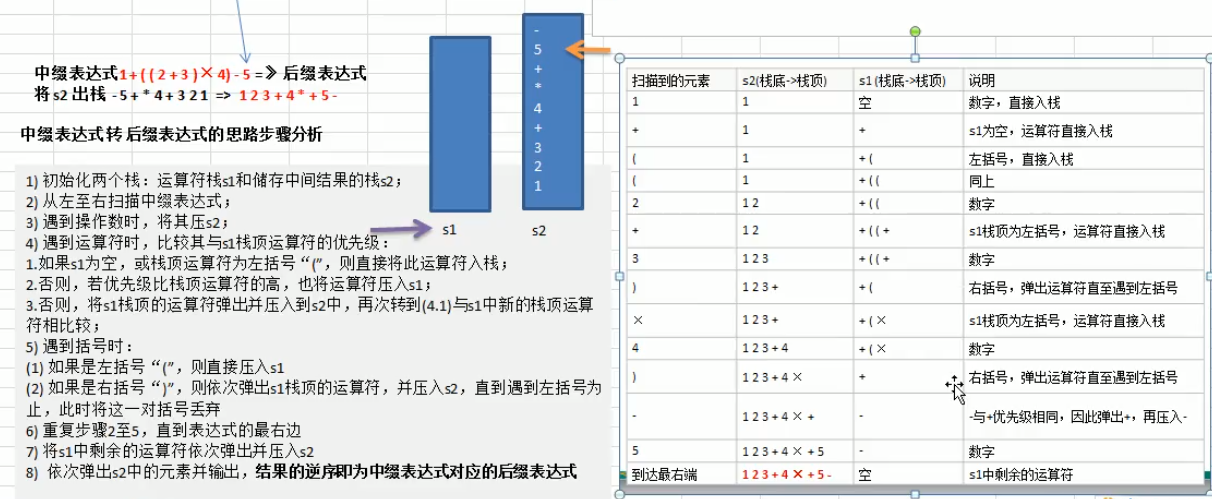 中缀表达式1+((2+3)×4)-5 =》后缀表达式
将s2 出栈 -5+*4+321 => 123+4*+5-
中缀表达式 转 后缀表达式的思路步骤分析
1) 初始化两个栈：运算符栈s1和储存中间结果的栈s2；
2) 从左至右扫描中缀表达式；
3) 遇到操作数时，将其压s2；
4) 遇到运算符时，比较其与s1栈顶运算符的优先级：
1.如果s1为空，或栈顶运算符为左括号“(”，则直接将此运算符入栈；
2.否则，若优先级比栈顶运算符的高，也将运算符压入s1；
3.否则，将s1栈顶的运算符弹出并压入到s2中，再次转到(4.1)与s1中新的栈顶运算
符相比较；
5) 遇到括号时：
(1) 如果是左括号“(”，则直接压入s1
(2) 如果是右括号“)”，则依次弹出s1栈顶的运算符，并压入s2，直到遇到左括号为
止，此时将这一对括号丢弃
6) 重复步骤2至5，直到表达式的最右边
7) 将s1中剩余的运算符依次弹出并压入s2
8) 依次弹出s2中的元素并输出，结果的逆序即为中缀表达式对应的后缀表达式
s1
-
5
+
*
4
+
3
2
1
s2
扫描到的元素 s2(栈底->栈顶) s1 (栈底->栈顶) 说明
1 1 空 数字，直接入栈
+ 1 + s1为空，运算符直接入栈
( 1 + ( 左括号，直接入栈
( 1 + ( ( 同上
2 1 2 + ( ( 数字
+ 1 2 + ( ( + s1栈顶为左括号，运算符直接入栈
3 1 2 3 + ( ( + 数字
) 1 2 3 + + ( 右括号，弹出运算符直至遇到左括号
× 1 2 3 + + ( × s1栈顶为左括号，运算符直接入栈
4 1 2 3 + 4 + ( × 数字
) 1 2 3 + 4 × + 右括号，弹出运算符直至遇到左括号
- 1 2 3 + 4 × + - -与+优先级相同，因此弹出+，再压入-
5 1 2 3 + 4 × + 5 - 数字
到达最右端 1 2 3 + 4 × + 5 - 空 s1中剩余的运算符